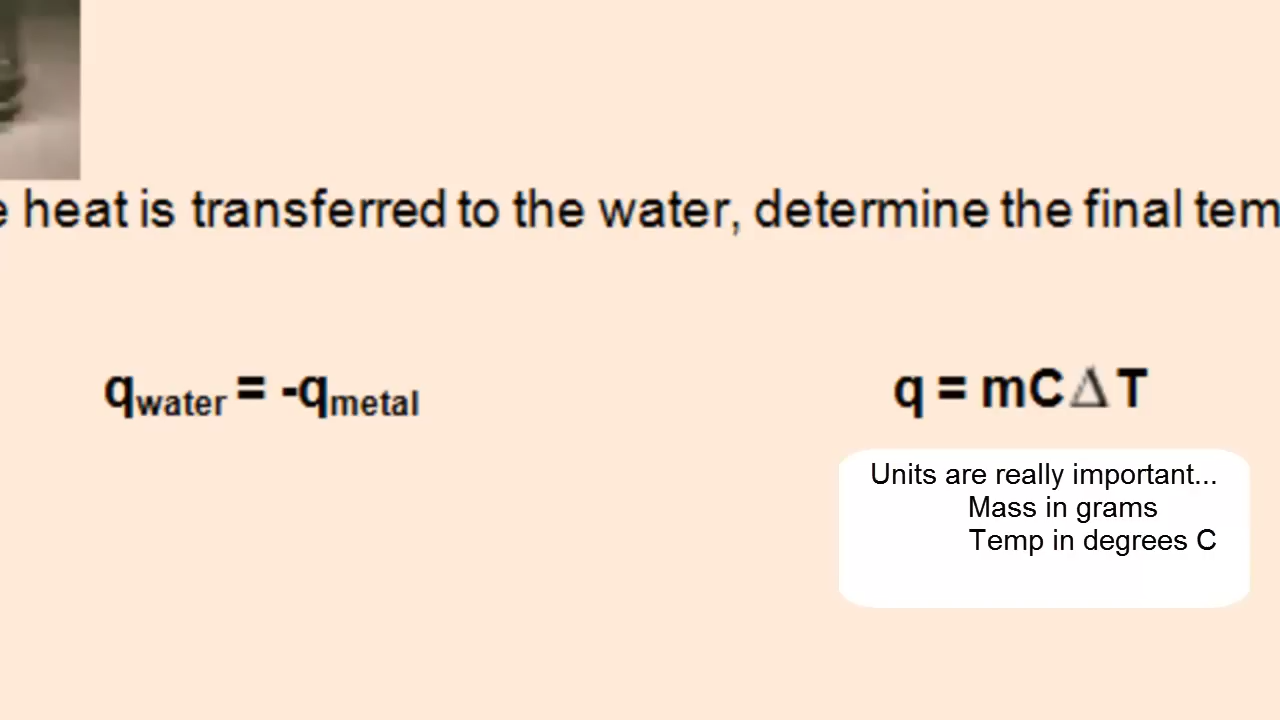 heat is transferred to the water, determine the final tem
qwater = -qmetal
q = mCΔT
Units are really important...
Mass in grams
Temp in degrees C